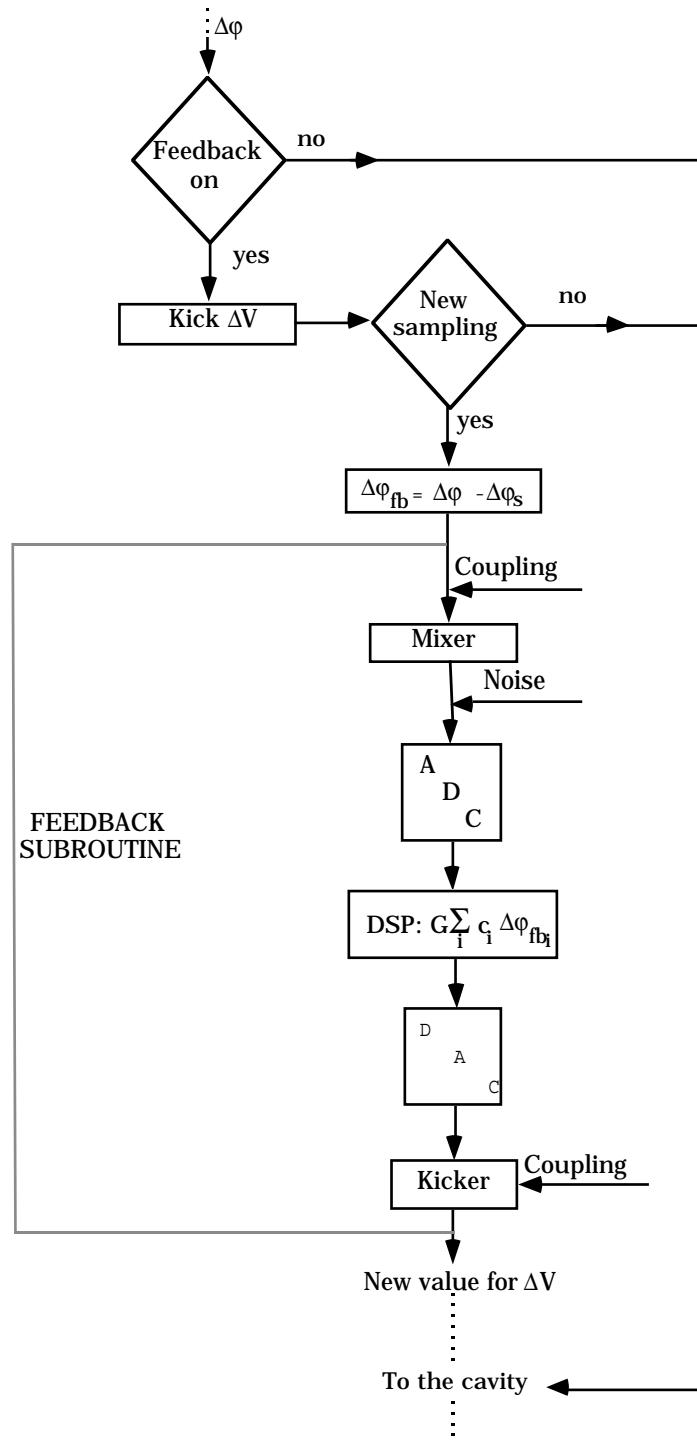 Δφ
Feedback
on
no
yes
Kick ΔV
New
sampling
no
yes
Δφfb = Δφ - Δφs
Coupling
Mixer
Noise
A
D
C
FEEDBACK
SUBROUTINE
DSP: G∑i ci Δφfbi
D
A
C
Kicker
Coupling
New value for ΔV
To the cavity